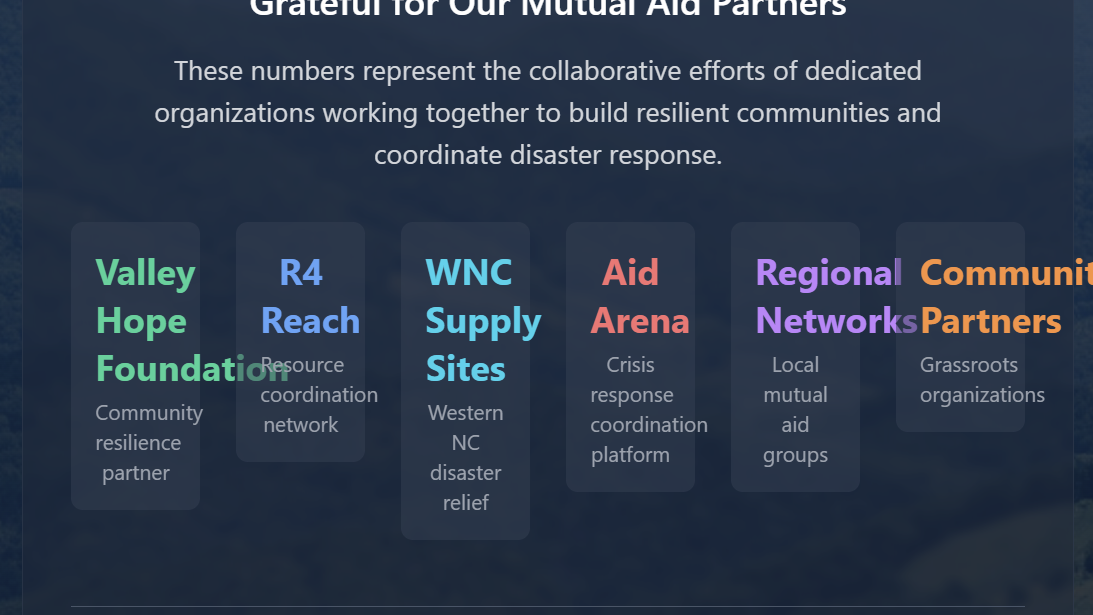 Grateful for Our Mutual Aid Partners
These numbers represent the collaborative efforts of dedicated
organizations working together to build resilient communities and
coordinate disaster response.
Valley
Hope
Foundation
Community
resilience
partner
R4
Reach
Resource
coordination
network
WNC
Supply
Sites
Western
NC
disaster
relief
Aid
Arena
Crisis
response
coordination
platform
Regional
Networks
Local
mutual
aid
groups
Communit
Partners
Grassroots
organizations